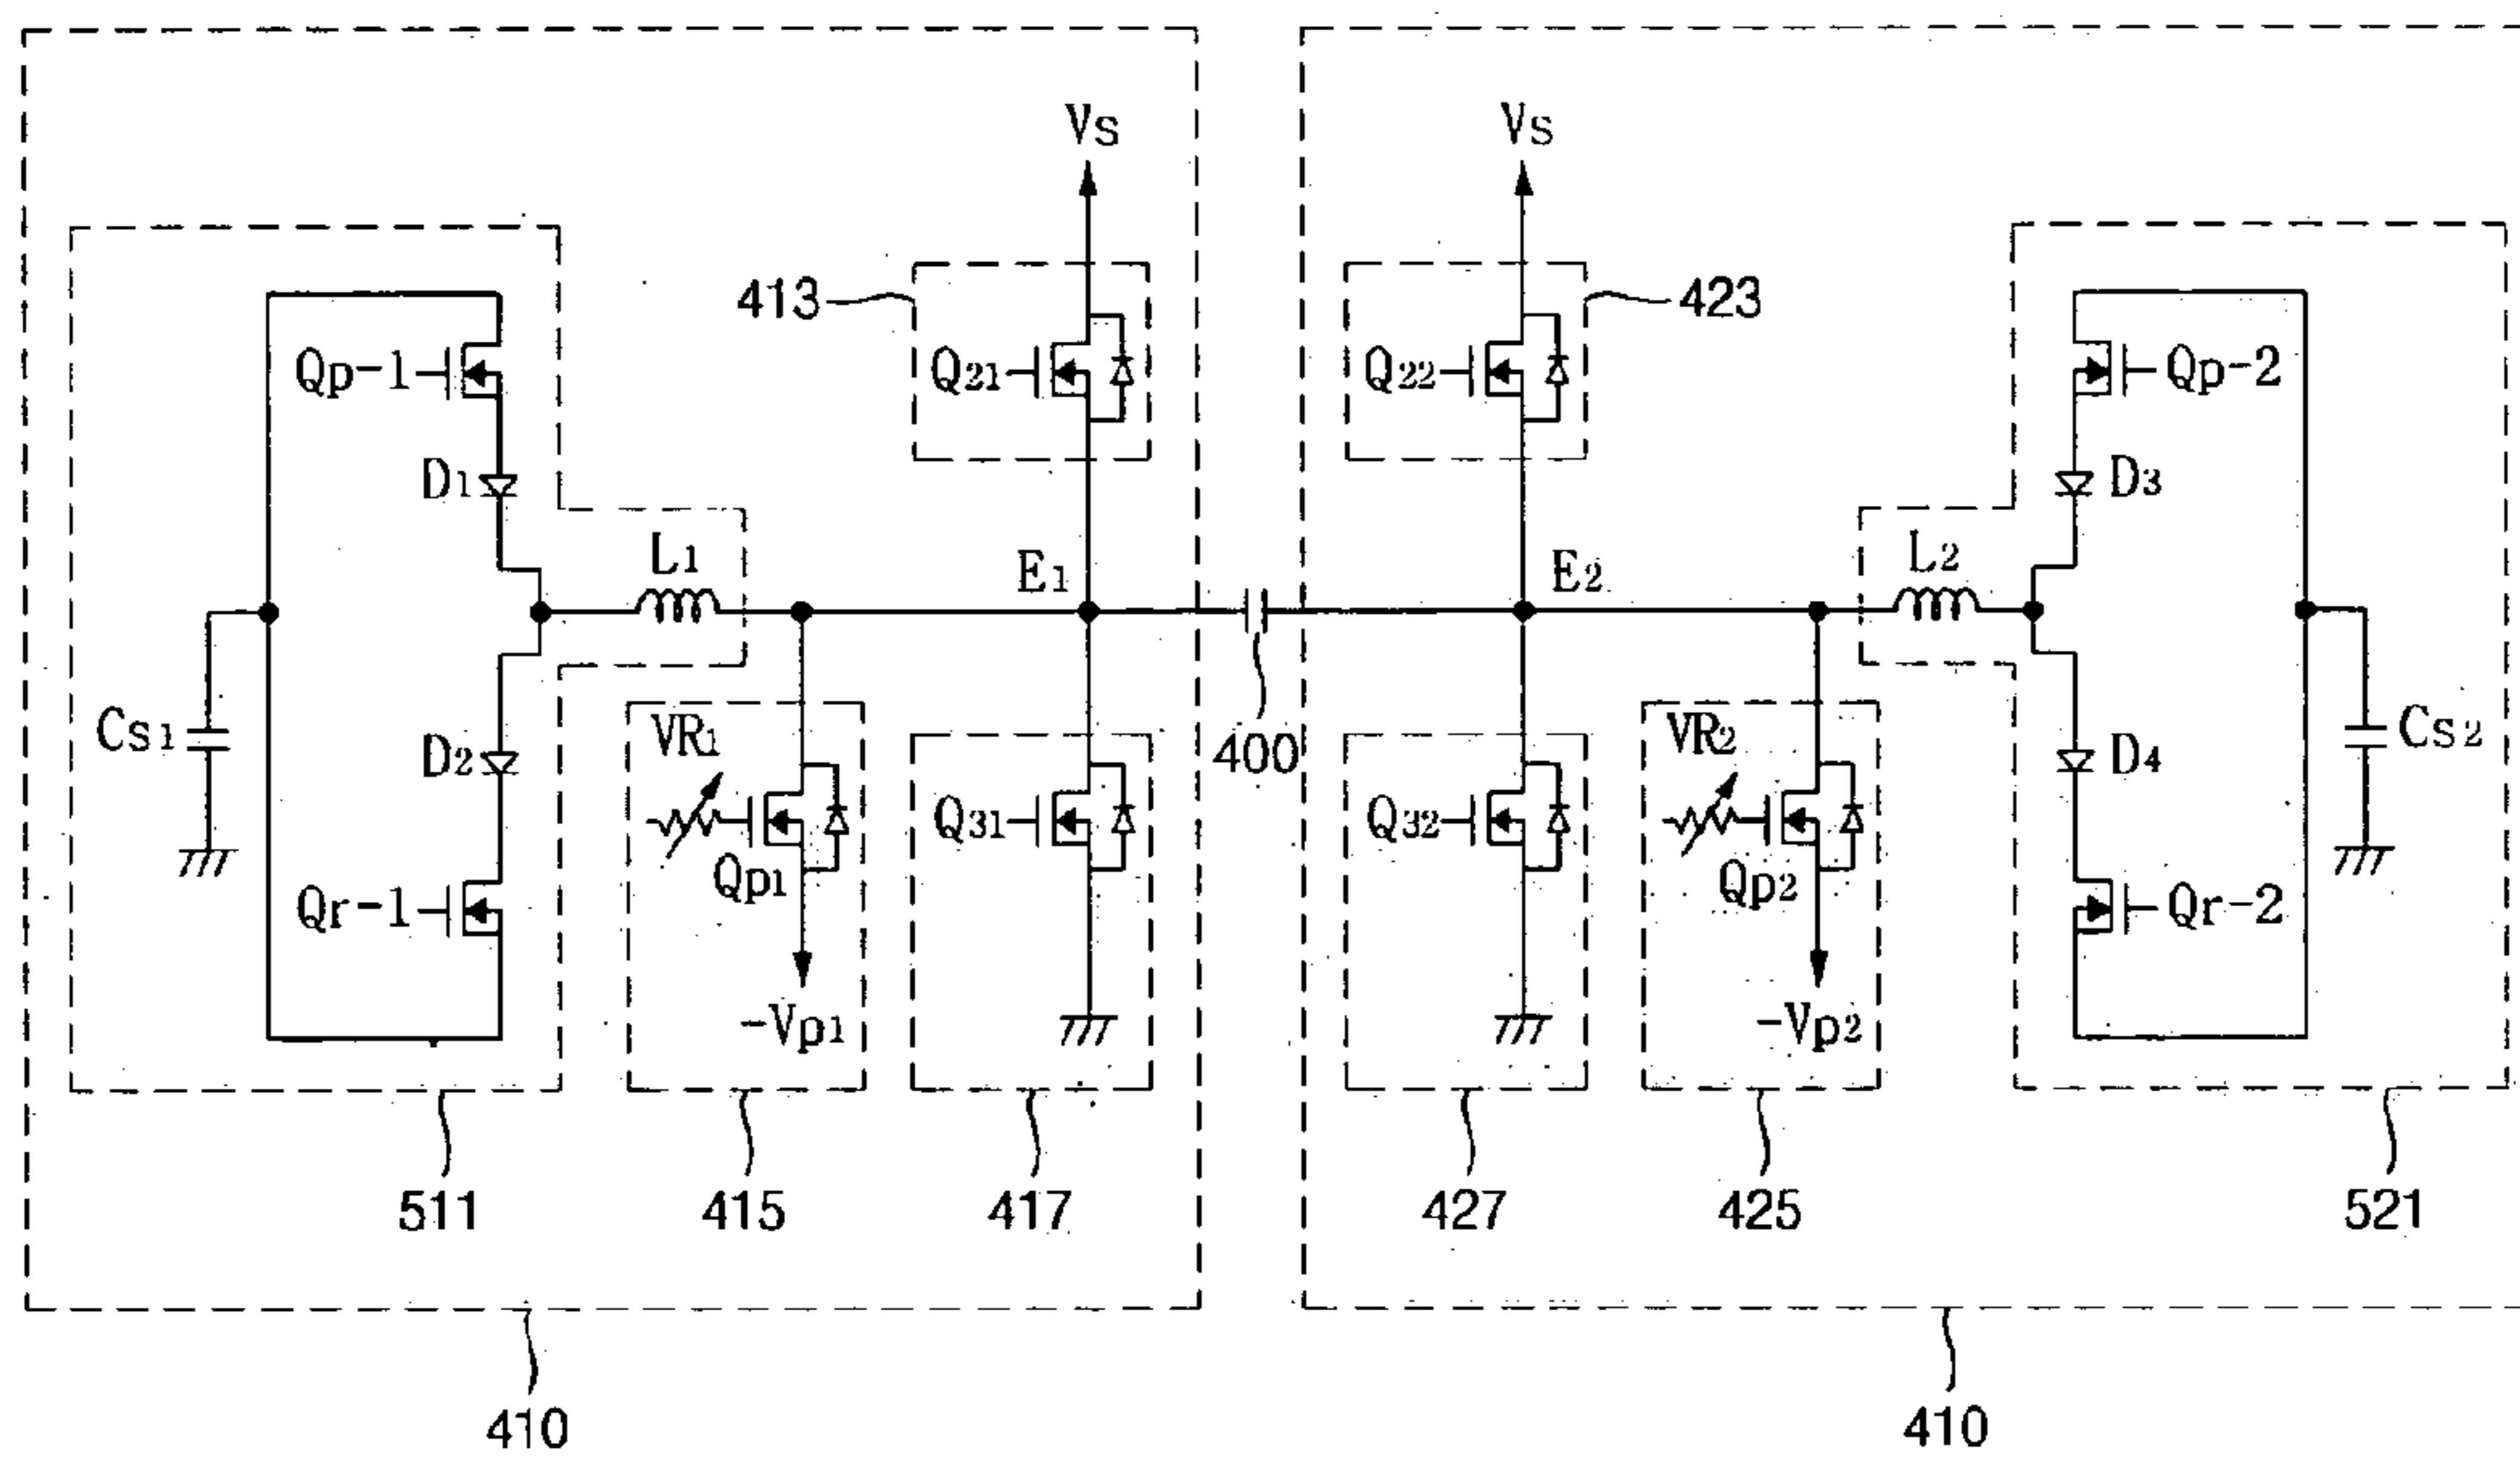 Vs
Vs
413
423
Qp-1
Q21
Q22
Qp-2
D1
D3
L1
E1
E2
L2
Cs1
D2
VR1
400
VR2
D4
Cs2
Q31
Q32
Qp1
Qp2
Qr-1
Qr-2
-Vp1
-Vp2
511
415
417
427
425
521
410
410